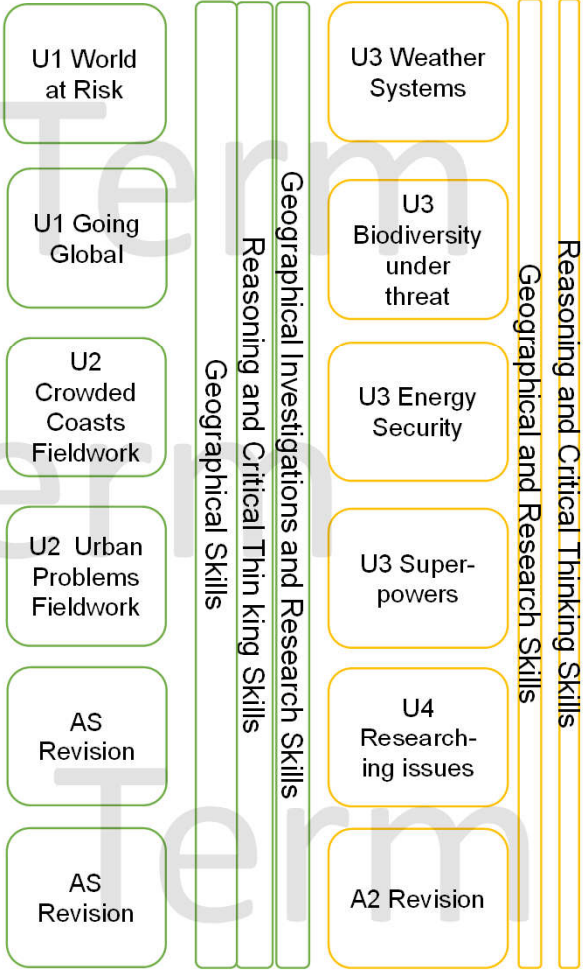 U1 World
at Risk
U1 Going
Global
U2
Crowded
Coasts
Fieldwork
U2 Urban
Problems
Fieldwork
AS
Revision
AS
Revision
Geographical Skills
Reasoning and Critical Thin king Skills
Geographical Investigations and Research Skills
U3 Weather
Systems
U3
Biodiversity
under
threat
U3 Energy
Security
U3 Super-
powers
U4
Research-
ing issues
A2 Revision
Geographical and Research Skills
Reasoning and Critical Thinking Skills
Term
Term
Term